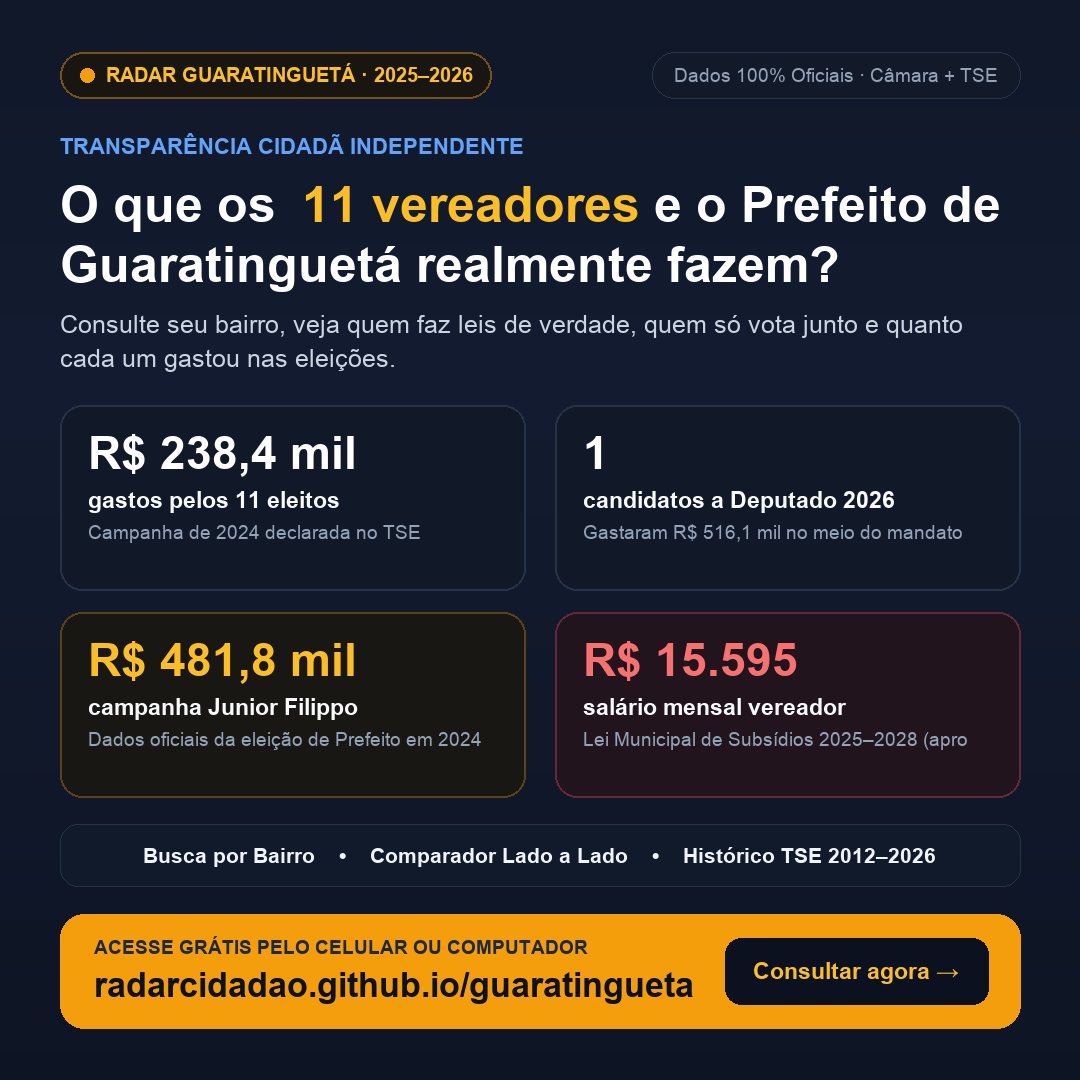 RADAR GUARATINGUETÁ · 2025–2026
Dados 100% Oficiais · Câmara + TSE
TRANSPARÊNCIA CIDADÃ INDEPENDENTE
O que os 11 vereadores e o Prefeito de
Guaratinguetá realmente fazem?
Consulte seu bairro, veja quem faz leis de verdade, quem só vota junto e quanto
cada um gastou nas eleições.
R$ 238,4 mil
gastos pelos 11 eleitos
Campanha de 2024 declarada no TSE
1
candidatos a Deputado 2026
Gastaram R$ 516,1 mil no meio do mandato
R$ 481,8 mil
campanha Junior Filippo
Dados oficiais da eleição de Prefeito em 2024
R$ 15.595
salário mensal vereador
Lei Municipal de Subsídios 2025–2028 (apro
Busca por Bairro • Comparador Lado a Lado • Histórico TSE 2012–2026
ACESSE GRÁTIS PELO CELULAR OU COMPUTADOR
radarcidadao.github.io/guaratingueta
Consultar agora →